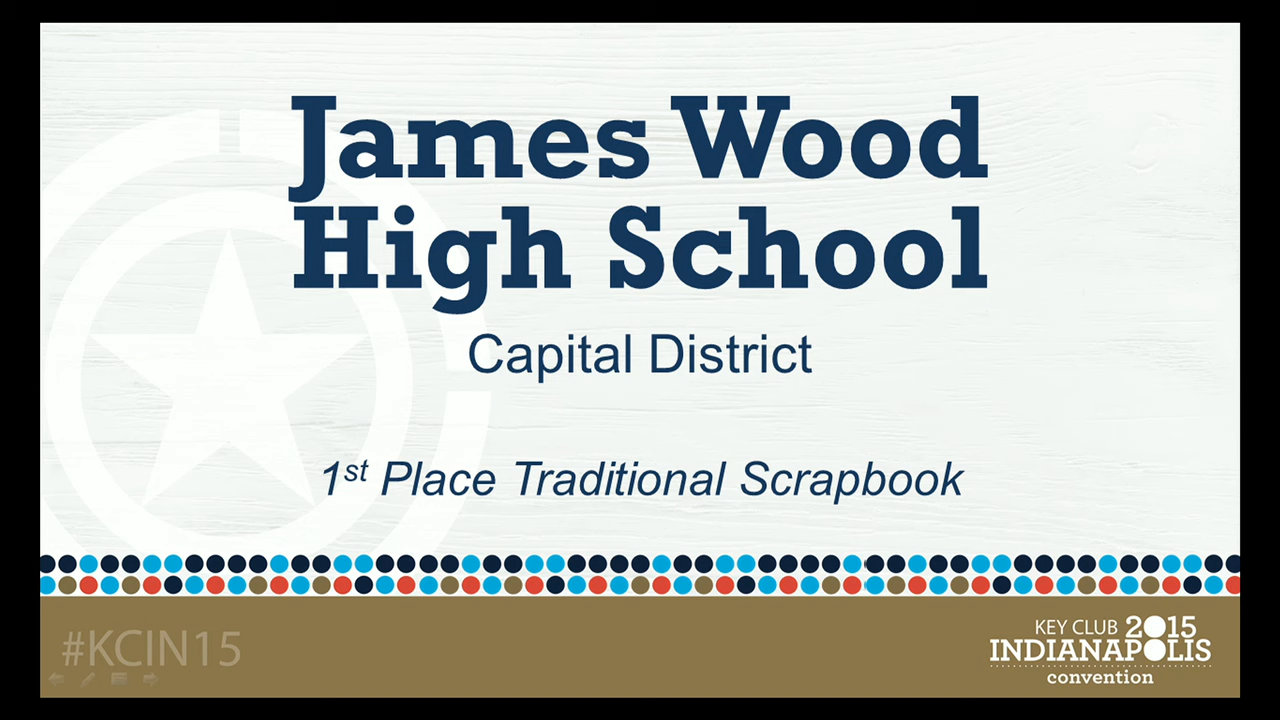 James Wood
High School
Capital District
1st Place Traditional Scrapbook
#KCIN15
KEY CLUB 2015
INDIANAPOLIS
convention